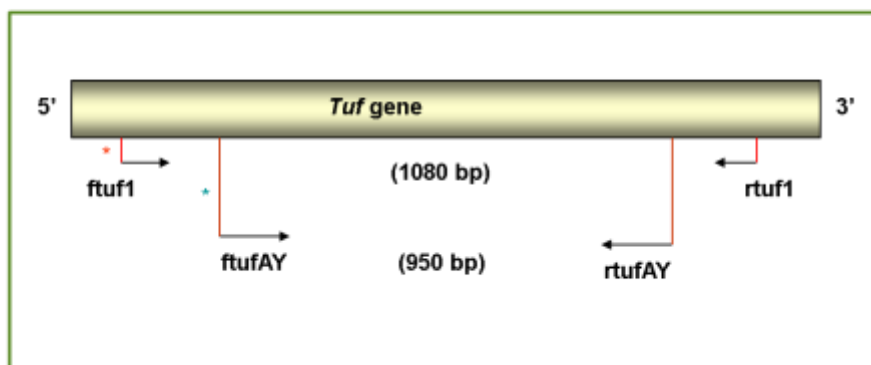 5' Tuf gene 3'
* (1080 bp)
ftuf1 * rtuf1
ftufAY (950 bp) rtufAY